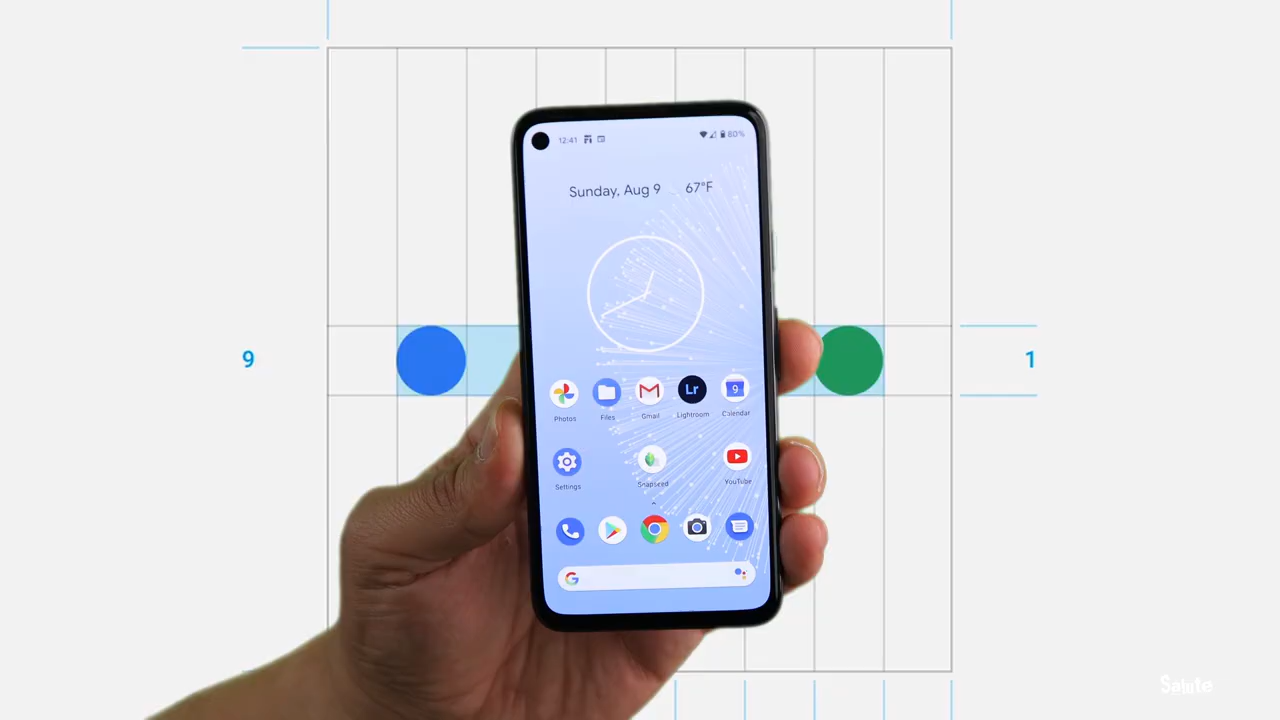 12:41 80%
Sunday, Aug 9 67°F
9 1
Photos Files Gmail Lr Lightroom 9 Calendar
Settings Snapseed YouTube
G
Salute